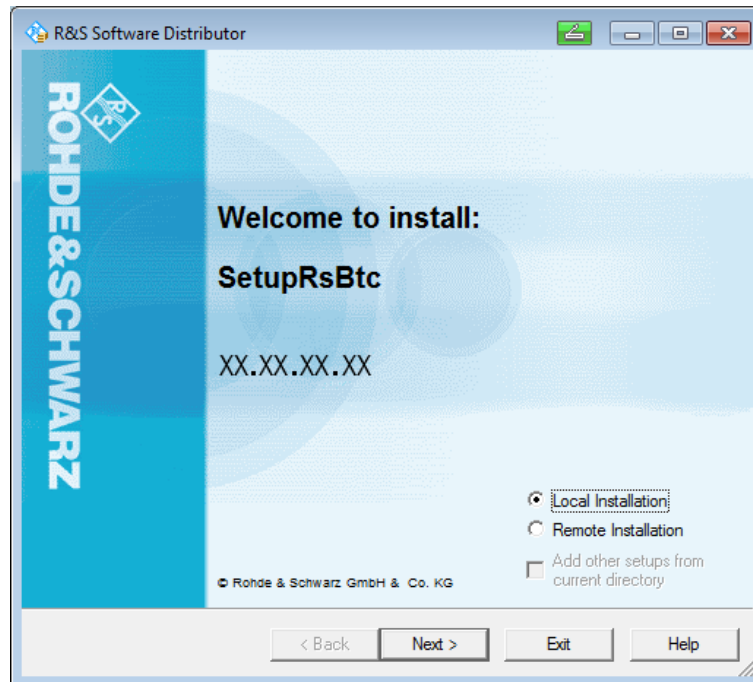 R&S Software Distributor
ROHDE&SCHWARZ
R&S
Welcome to install:
SetupRsBtc
XX.XX.XX.XX
Local Installation
Remote Installation
Add other setups from
current directory
© Rohde & Schwarz GmbH & Co. KG
< Back
Next >
Exit
Help